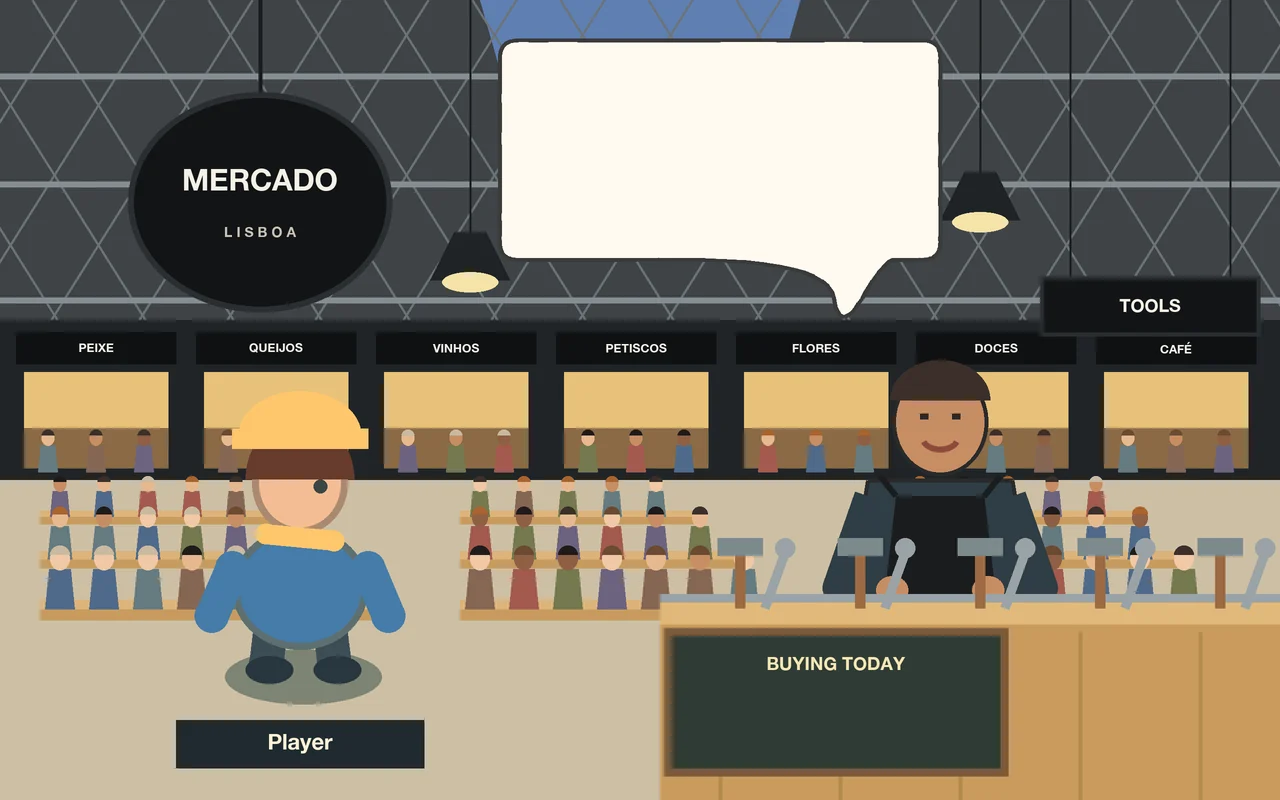 MERCADO
LISBOA
TOOLS
PEIXE
QUEIJOS
VINHOS
PETISCOS
FLORES
DOCES
CAFÉ
BUYING TODAY
Player